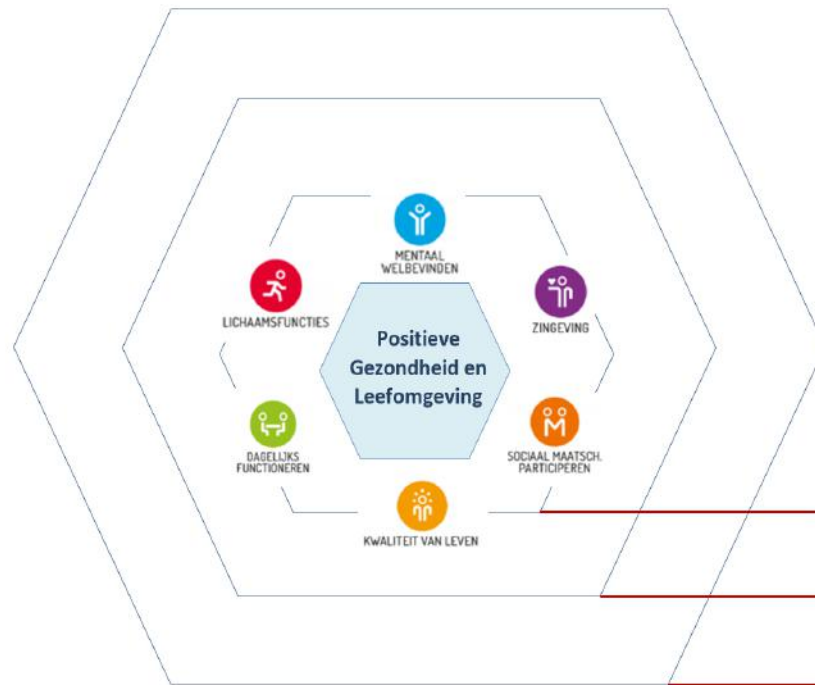 MENTAAL
WELBEVINDEN
LICHAAMSFUNCTIES
ZINGEVING
Positieve
Gezondheid en
Leefomgeving
DAGELIJKS
FUNCTIONEREN
SOCIAAL MAATSCH.
PARTICIPEREN
KWALITEIT VAN LEVEN